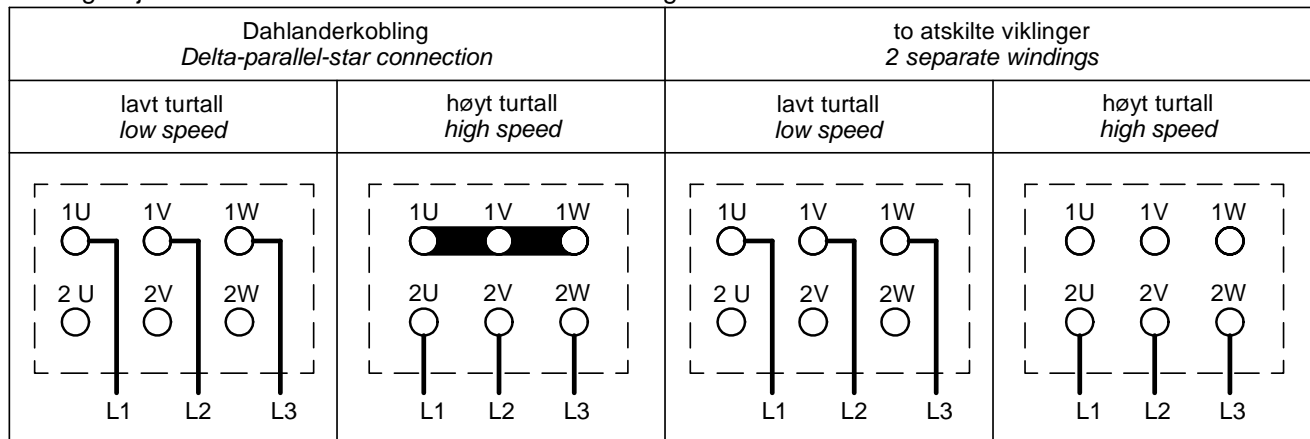 Dahlanderkobling
Delta-parallel-star connection
to atskilte viklinger
2 separate windings
lavt turtall
low speed
høyt turtall
high speed
lavt turtall
low speed
høyt turtall
high speed
1U 1V 1W
2 U 2V 2W
L1 L2 L3
1U 1V 1W
2U 2V 2W
L1 L2 L3
1U 1V 1W
2 U 2V 2W
L1 L2 L3
1U 1V 1W
2U 2V 2W
L1 L2 L3